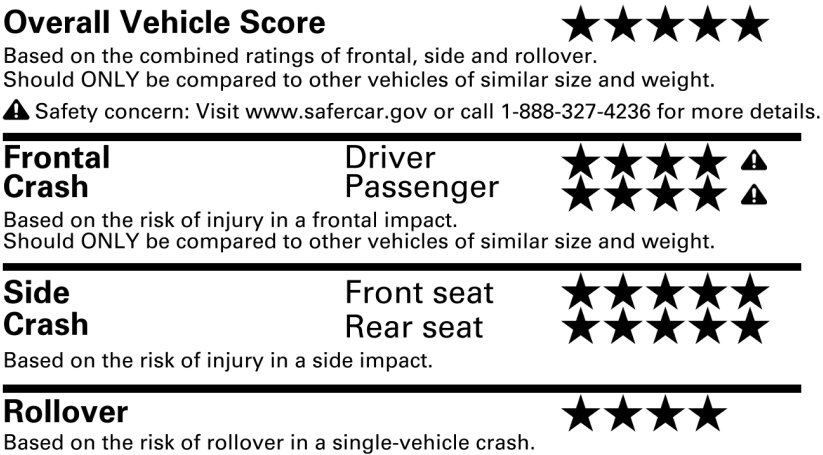 Overall Vehicle Score ★★★★★
Based on the combined ratings of frontal, side and rollover.
Should ONLY be compared to other vehicles of similar size and weight.
⚠ Safety concern: Visit www.safercar.gov or call 1-888-327-4236 for more details.
Frontal Driver ★★★★ ⚠
Crash Passenger ★★★★ ⚠
Based on the risk of injury in a frontal impact.
Should ONLY be compared to other vehicles of similar size and weight.
Side Front seat ★★★★★
Crash Rear seat ★★★★★
Based on the risk of injury in a side impact.
Rollover ★★★★
Based on the risk of rollover in a single-vehicle crash.